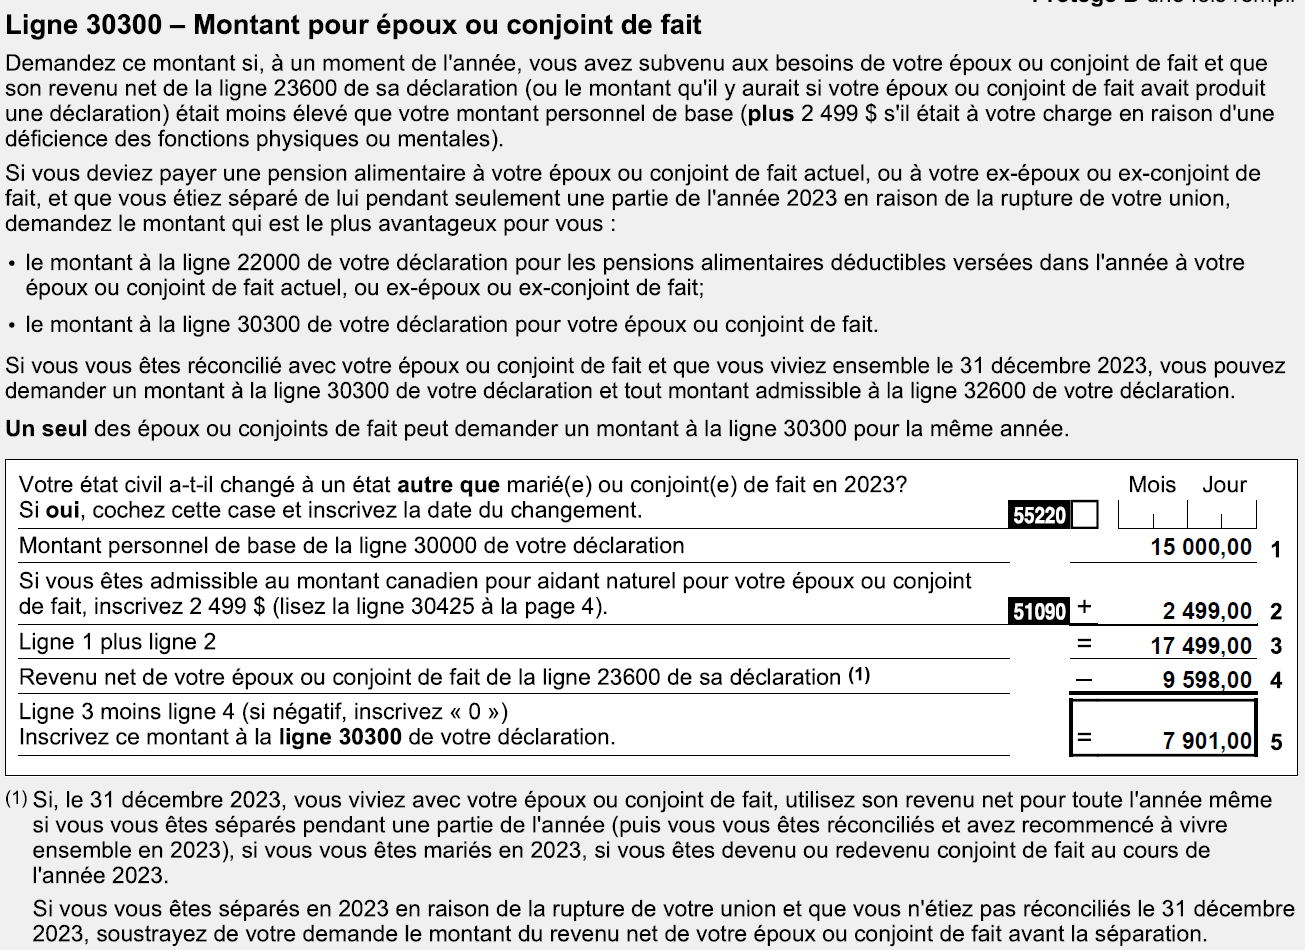 Protégé B une fois rempli
Ligne 30300 – Montant pour époux ou conjoint de fait
Demandez ce montant si, à un moment de l'année, vous avez subvenu aux besoins de votre époux ou conjoint de fait et que
son revenu net de la ligne 23600 de sa déclaration (ou le montant qu'il y aurait si votre époux ou conjoint de fait avait produit
une déclaration) était moins élevé que votre montant personnel de base (plus 2 499 $ s'il était à votre charge en raison d'une
déficience des fonctions physiques ou mentales).
Si vous deviez payer une pension alimentaire à votre époux ou conjoint de fait actuel, ou à votre ex-époux ou ex-conjoint de
fait, et que vous étiez séparé de lui pendant seulement une partie de l'année 2023 en raison de la rupture de votre union,
demandez le montant qui est le plus avantageux pour vous :
• le montant à la ligne 22000 de votre déclaration pour les pensions alimentaires déductibles versées dans l'année à votre
époux ou conjoint de fait actuel, ou ex-époux ou ex-conjoint de fait;
• le montant à la ligne 30300 de votre déclaration pour votre époux ou conjoint de fait.
Si vous vous êtes réconcilié avec votre époux ou conjoint de fait et que vous viviez ensemble le 31 décembre 2023, vous pouvez
demander un montant à la ligne 30300 de votre déclaration et tout montant admissible à la ligne 32600 de votre déclaration.
Un seul des époux ou conjoints de fait peut demander un montant à la ligne 30300 pour la même année.
Votre état civil a-t-il changé à un état autre que marié(e) ou conjoint(e) de fait en 2023? Mois Jour
Si oui, cochez cette case et inscrivez la date du changement. 55220
Montant personnel de base de la ligne 30000 de votre déclaration 15 000,00 1
Si vous êtes admissible au montant canadien pour aidant naturel pour votre époux ou conjoint
de fait, inscrivez 2 499 $ (lisez la ligne 30425 à la page 4). 51090 + 2 499,00 2
Ligne 1 plus ligne 2 = 17 499,00 3
Revenu net de votre époux ou conjoint de fait de la ligne 23600 de sa déclaration (1) – 9 598,00 4
Ligne 3 moins ligne 4 (si négatif, inscrivez « 0 »)
Inscrivez ce montant à la ligne 30300 de votre déclaration. = 7 901,00 5
(1) Si, le 31 décembre 2023, vous viviez avec votre époux ou conjoint de fait, utilisez son revenu net pour toute l'année même
si vous vous êtes séparés pendant une partie de l'année (puis vous vous êtes réconciliés et avez recommencé à vivre
ensemble en 2023), si vous vous êtes mariés en 2023, si vous êtes devenu ou redevenu conjoint de fait au cours de
l'année 2023.
Si vous vous êtes séparés en 2023 en raison de la rupture de votre union et que vous n'étiez pas réconciliés le 31 décembre
2023, soustrayez de votre demande le montant du revenu net de votre époux ou conjoint de fait avant la séparation.